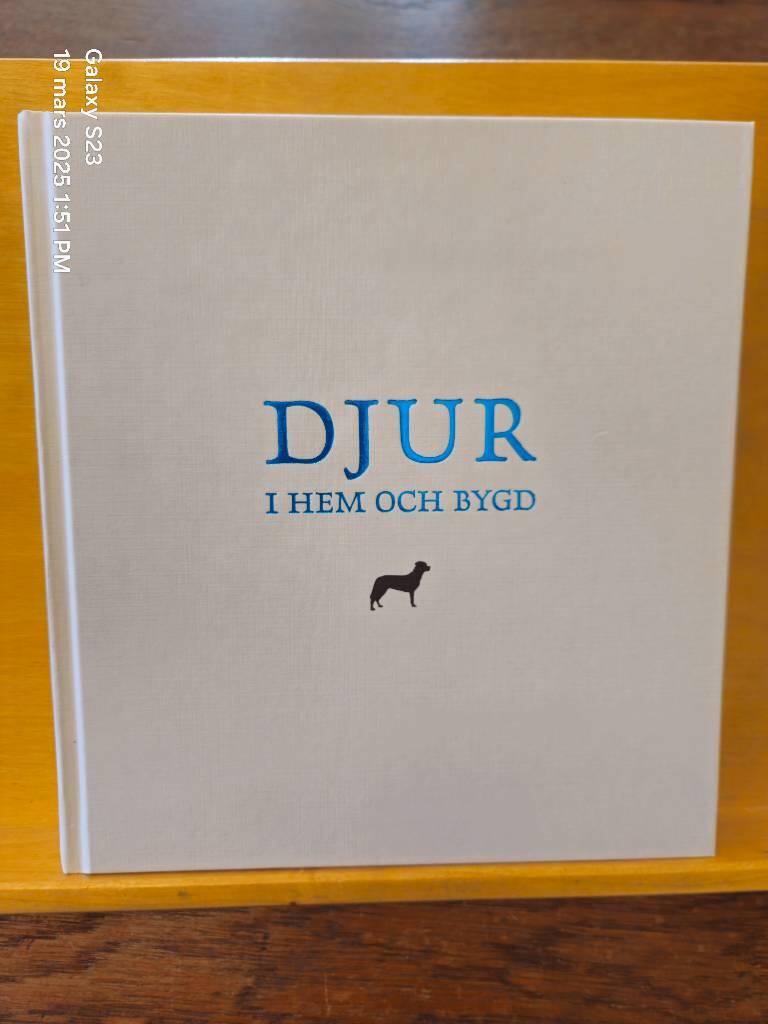 Galaxy S23
19 mars 2025 1:51 PM
DJUR
I HEM OCH BYGD